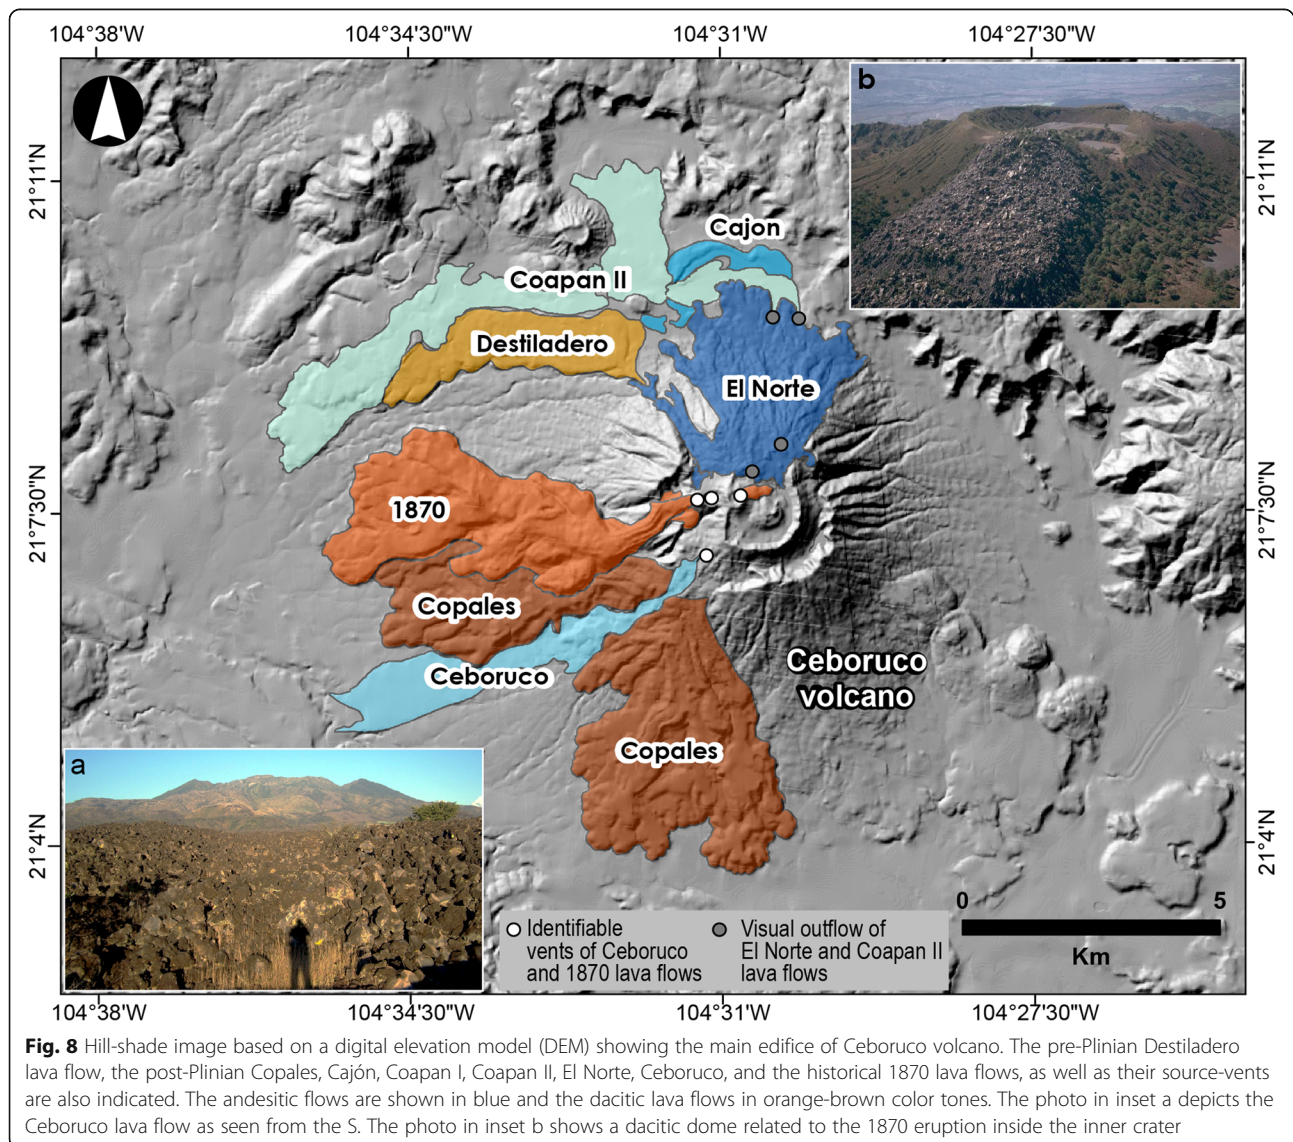 104°38'W 104°34'30"W 104°31'W 104°27'30"W
b
21°11'N
21°11'N
Cajon
Coapan II
Destiladero
El Norte
21°7'30"N
21°7'30"N
1870
Copales
Ceboruco
Ceboruco
volcano
Copales
a
21°4'N
21°4'N
0 5
Km
Identifiable
vents of Ceboruco
and 1870 lava flows
Visual outflow of
El Norte and Coapan II
lava flows
104°38'W 104°34'30"W 104°31'W 104°27'30"W
Fig. 8 Hill-shade image based on a digital elevation model (DEM) showing the main edifice of Ceboruco volcano. The pre-Plinian Destiladero
lava flow, the post-Plinian Copales, Cajón, Coapan I, Coapan II, El Norte, Ceboruco, and the historical 1870 lava flows, as well as their source-vents
are also indicated. The andesitic flows are shown in blue and the dacitic lava flows in orange-brown color tones. The photo in inset a depicts the
Ceboruco lava flow as seen from the S. The photo in inset b shows a dacitic dome related to the 1870 eruption inside the inner crater